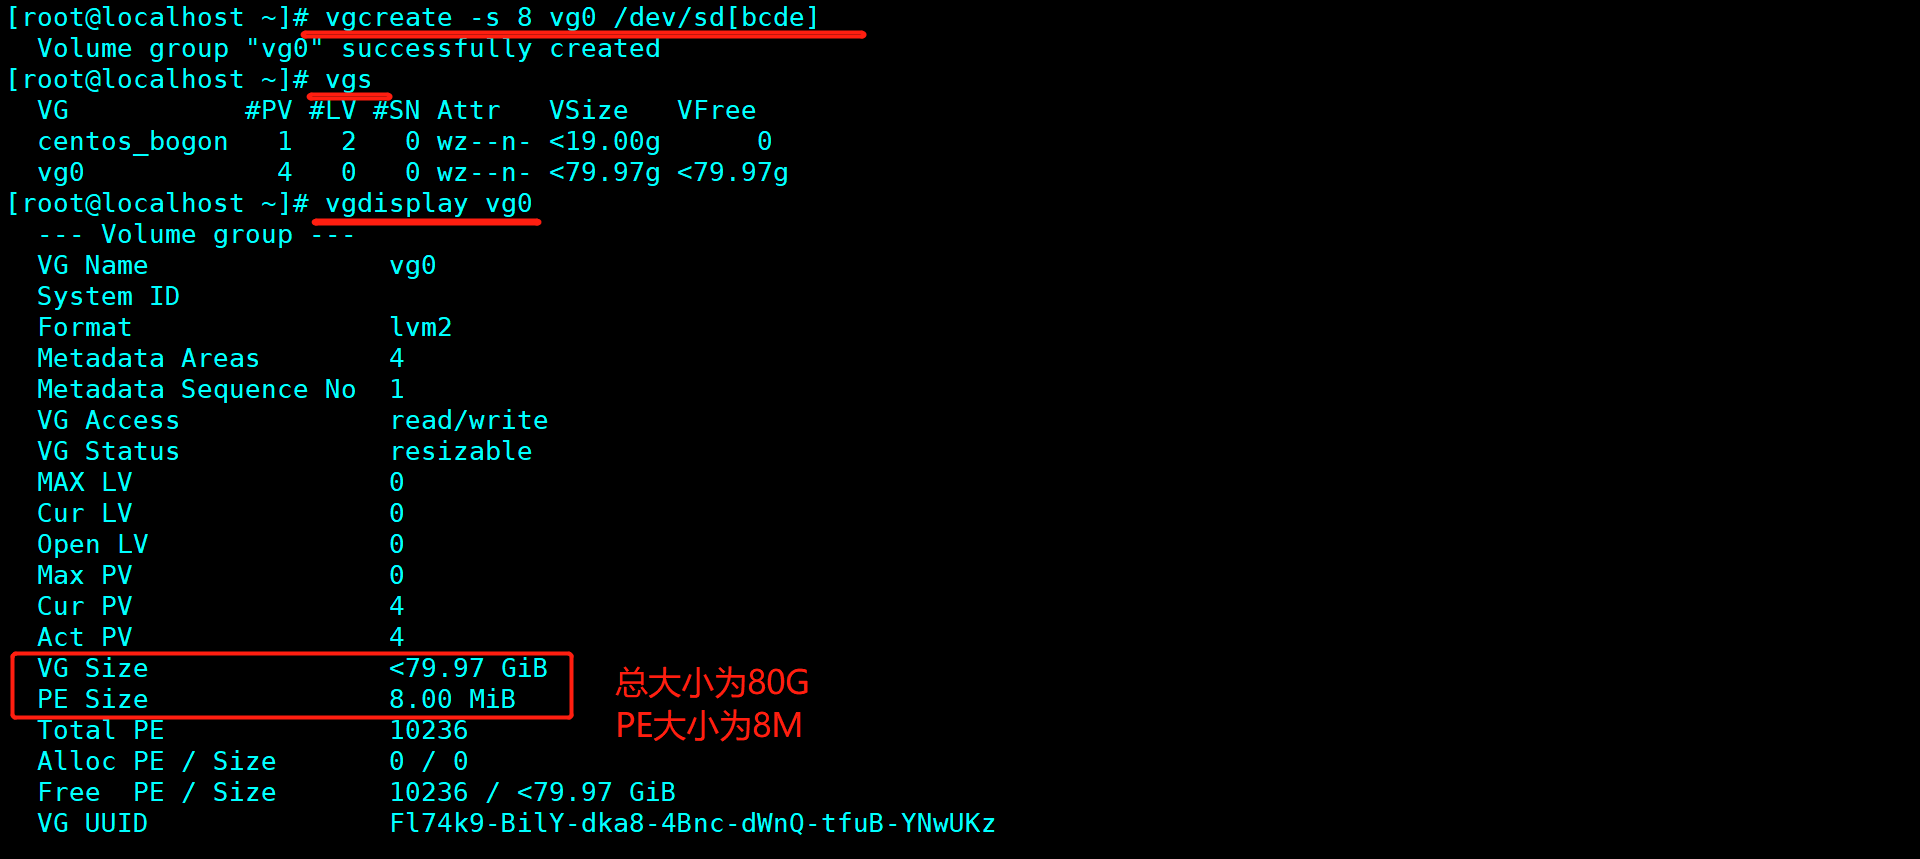 [root@localhost ~]# vgcreate -s 8 vg0 /dev/sd[bcde]
  Volume group "vg0" successfully created
[root@localhost ~]# vgs
  VG           #PV #LV #SN Attr   VSize   VFree
  centos_bogon   1   2   0 wz--n- <19.00g      0
  vg0            4   0   0 wz--n- <79.97g <79.97g
[root@localhost ~]# vgdisplay vg0
  --- Volume group ---
  VG Name               vg0
  System ID
  Format                lvm2
  Metadata Areas        4
  Metadata Sequence No  1
  VG Access             read/write
  VG Status             resizable
  MAX LV                0
  Cur LV                0
  Open LV               0
  Max PV                0
  Cur PV                4
  Act PV                4
  VG Size               <79.97 GiB
  PE Size               8.00 MiB
总大小为80G
PE大小为8M
  Total PE              10236
  Alloc PE / Size       0 / 0
  Free  PE / Size       10236 / <79.97 GiB
  VG UUID               Fl74k9-BilY-dka8-4Bnc-dWnQ-tfuB-YNwUKz